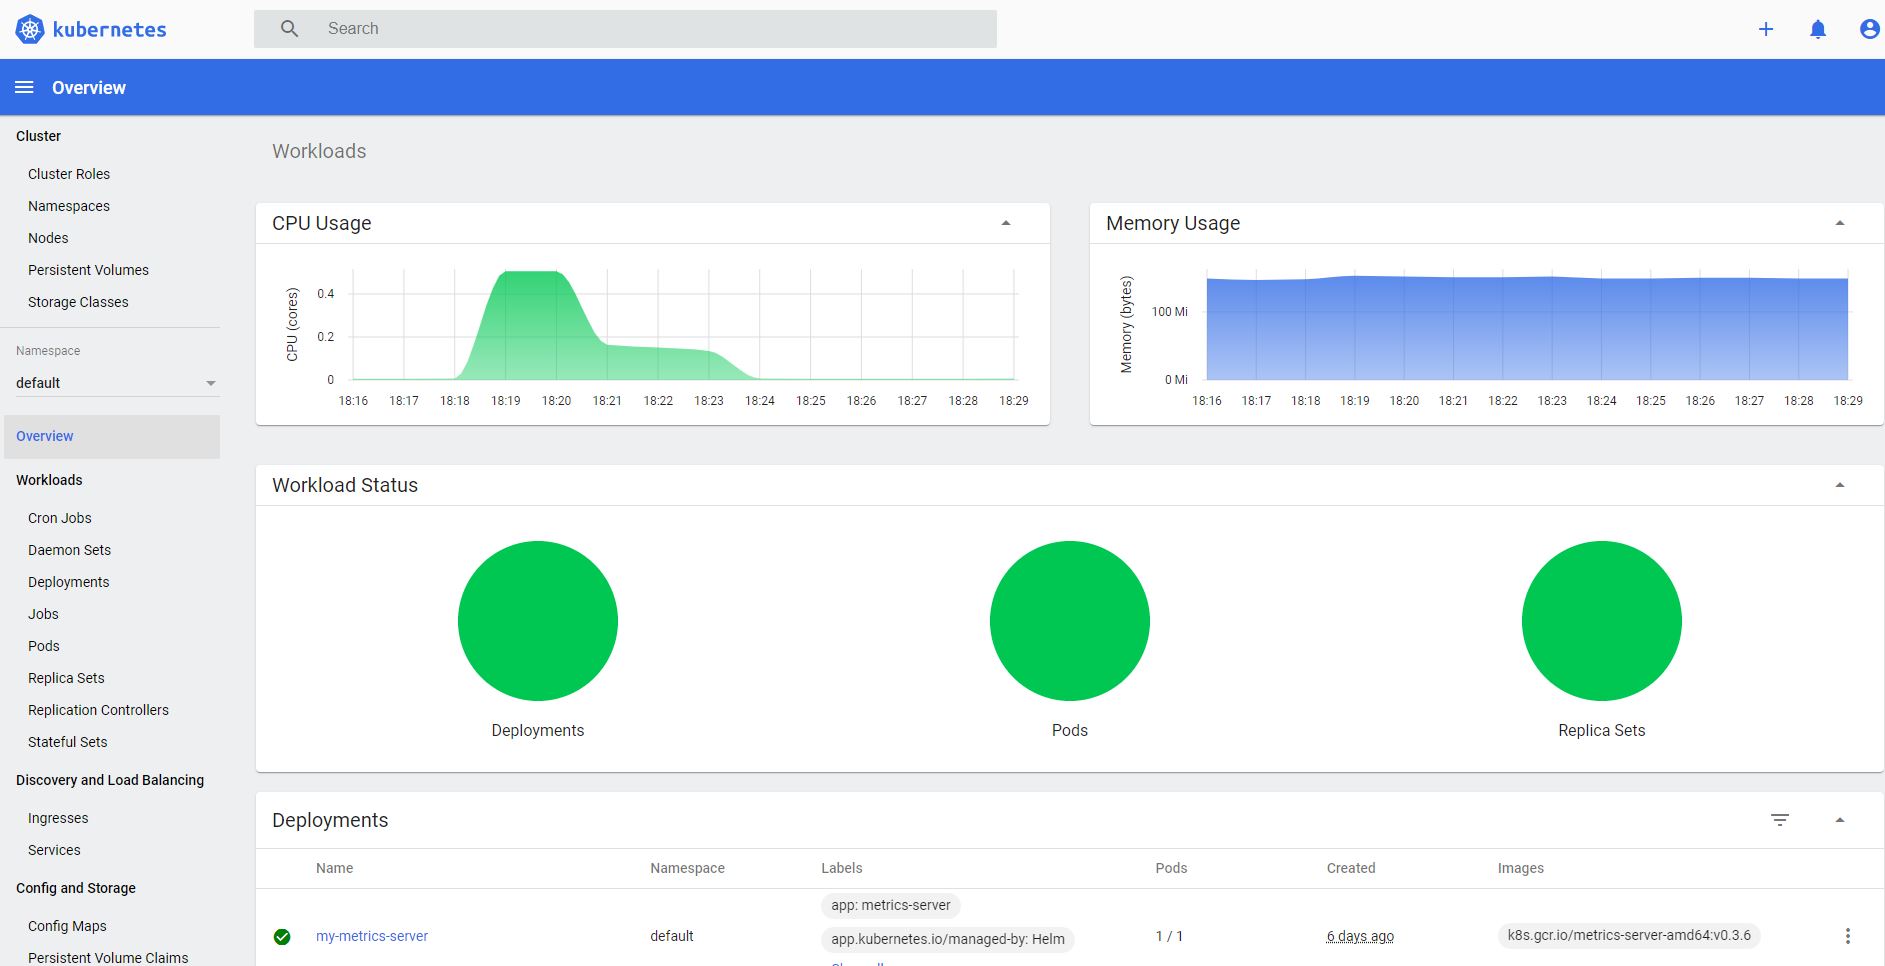 kubernetes
Search
Overview
Cluster
Cluster Roles
Namespaces
Nodes
Persistent Volumes
Storage Classes
Namespace
default
Overview
Workloads
Cron Jobs
Daemon Sets
Deployments
Jobs
Pods
Replica Sets
Replication Controllers
Stateful Sets
Discovery and Load Balancing
Ingresses
Services
Config and Storage
Config Maps
Persistent Volume Claims
Workloads
CPU Usage
CPU (cores)
0.4
0.2
0
18:16 18:17 18:18 18:19 18:20 18:21 18:22 18:23 18:24 18:25 18:26 18:27 18:28 18:29
Memory Usage
Memory (bytes)
100 Mi
0 Mi
18:16 18:17 18:18 18:19 18:20 18:21 18:22 18:23 18:24 18:25 18:26 18:27 18:28 18:29
Workload Status
Deployments Pods Replica Sets
Deployments
Name Namespace Labels Pods Created Images
app: metrics-server
my-metrics-server default app.kubernetes.io/managed-by: Helm 1 / 1 6 days ago k8s.gcr.io/metrics-server-amd64:v0.3.6